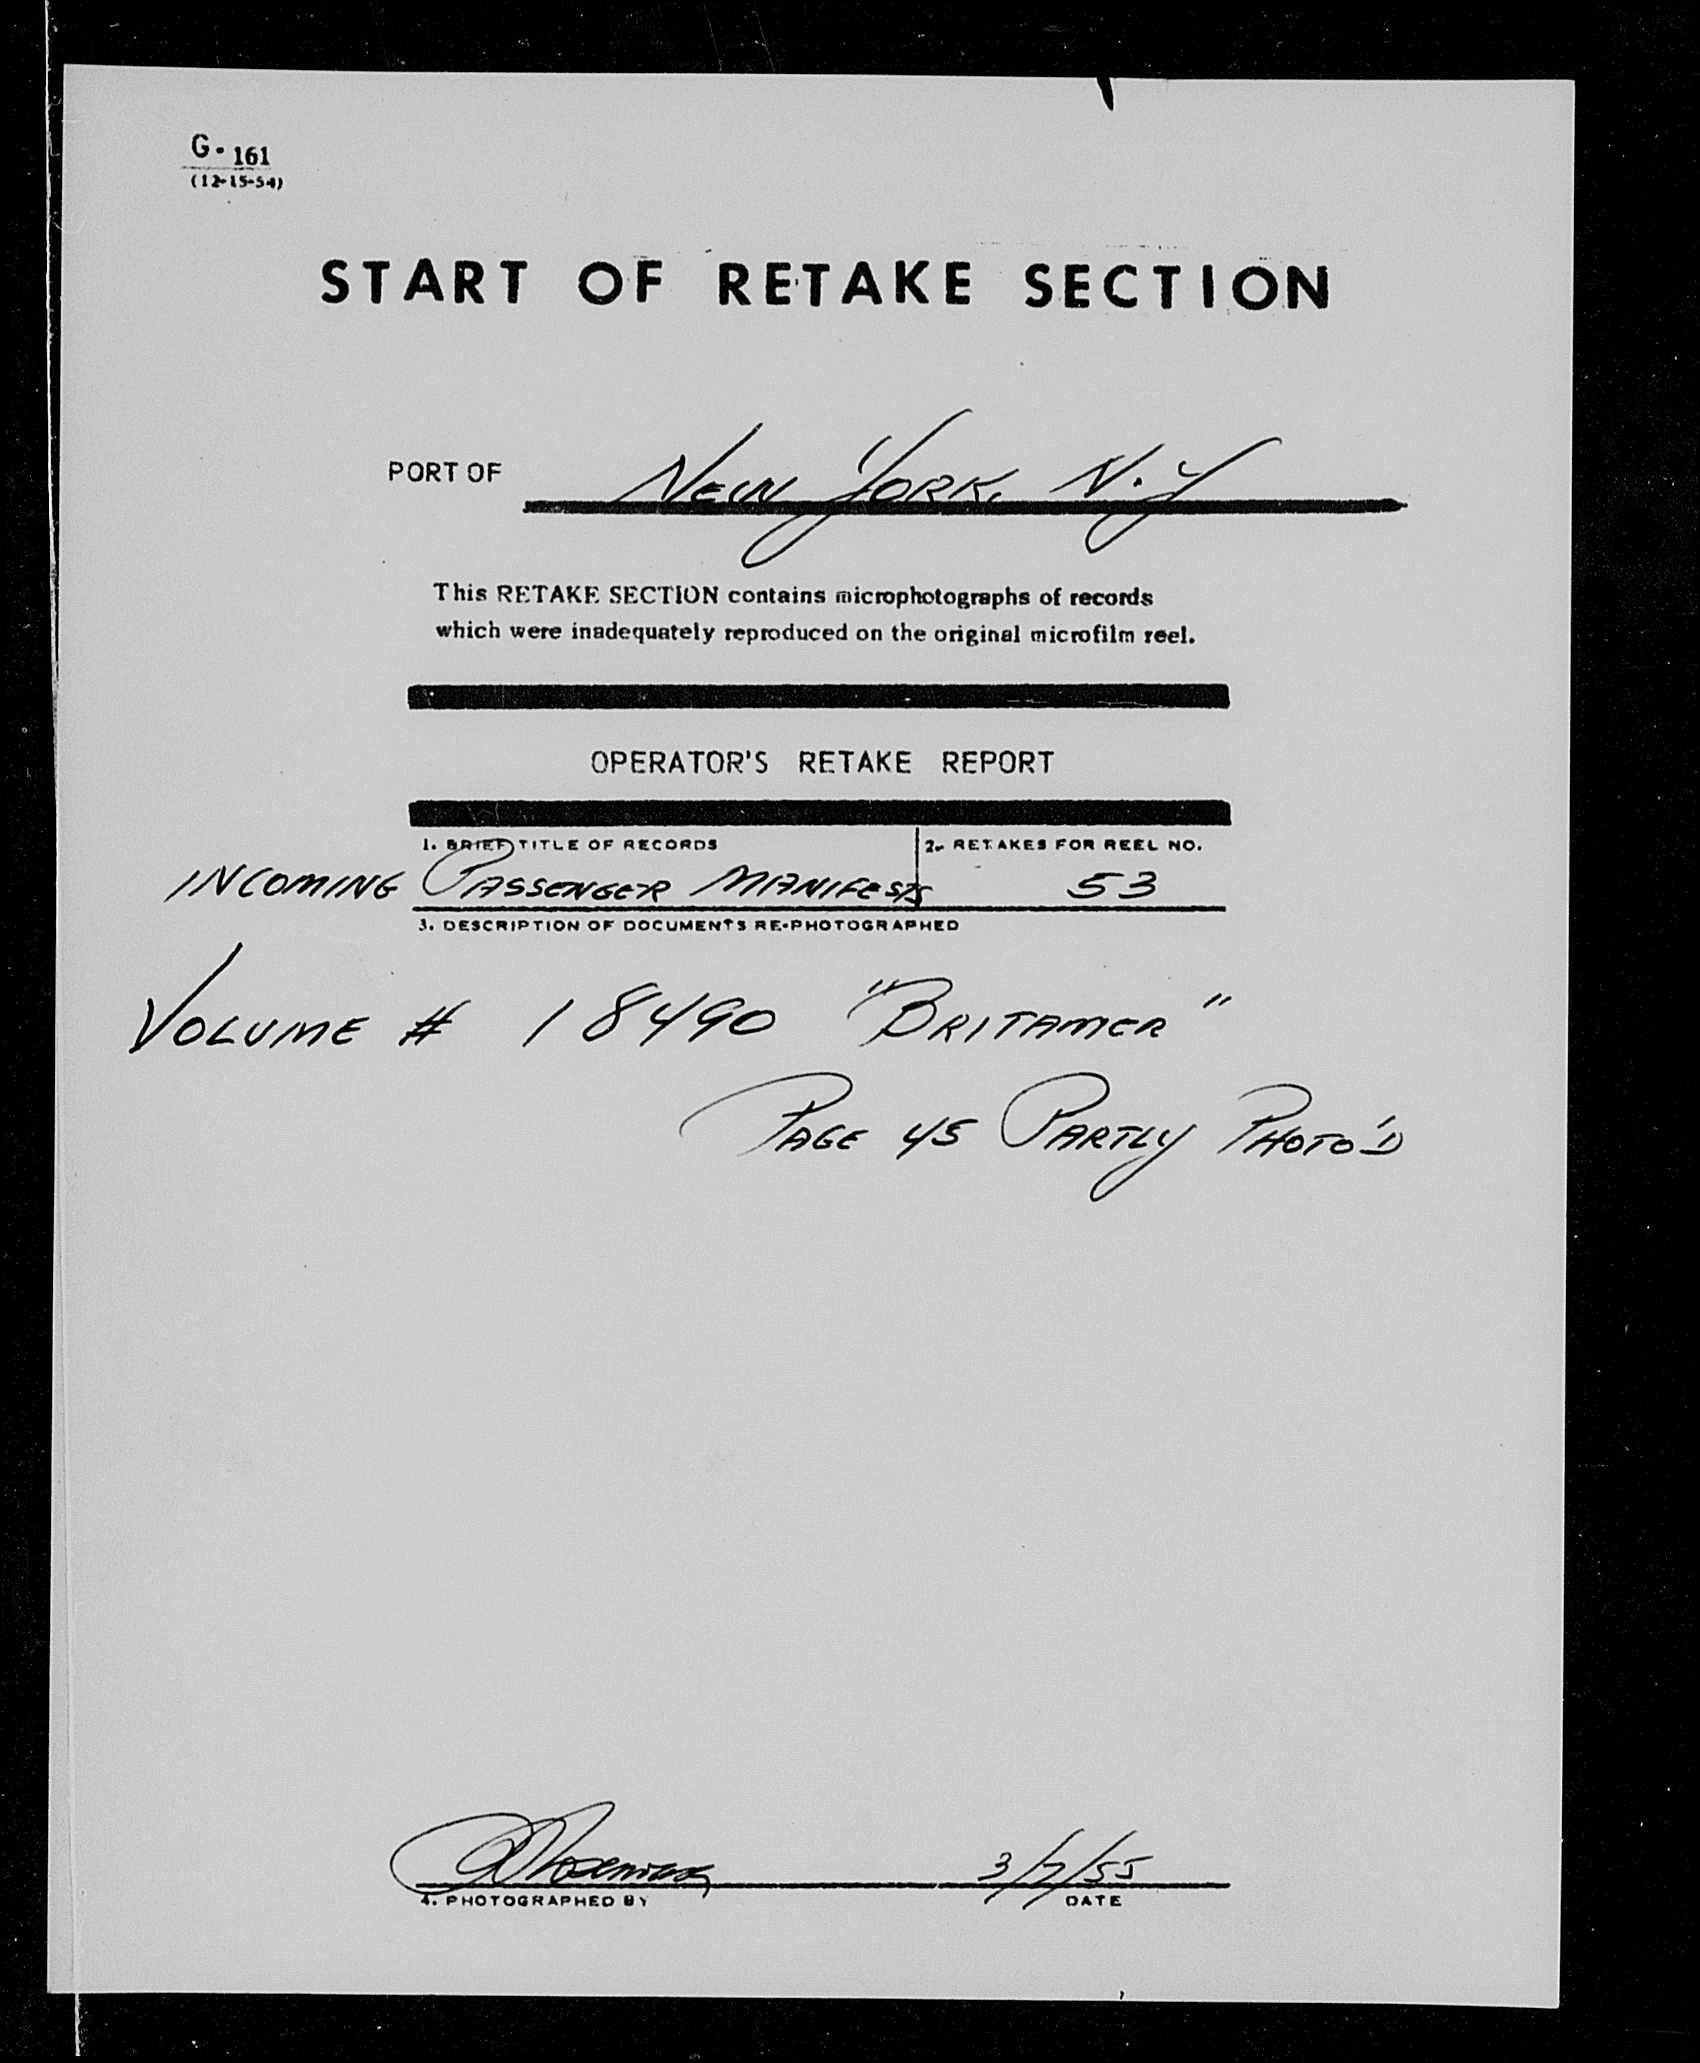 G-161
(12-15-54)
START OF RETAKE SECTION
PORT OF NEW YORK, N.Y
This RETAKE SECTION contains microphotographs of records
which were inadequately reproduced on the original microfilm reel.
OPERATOR'S RETAKE REPORT
1. BRIEF TITLE OF RECORDS
2. RETAKES FOR REEL NO.
INCOMING PASSENGER MANIFESTS
53
3. DESCRIPTION OF DOCUMENTS RE-PHOTOGRAPHED
VOLUME # 18490 "BRITAMER"
PAGE 45 PARTLY PHOTO'D
3/7/55
4. PHOTOGRAPHED BY
DATE